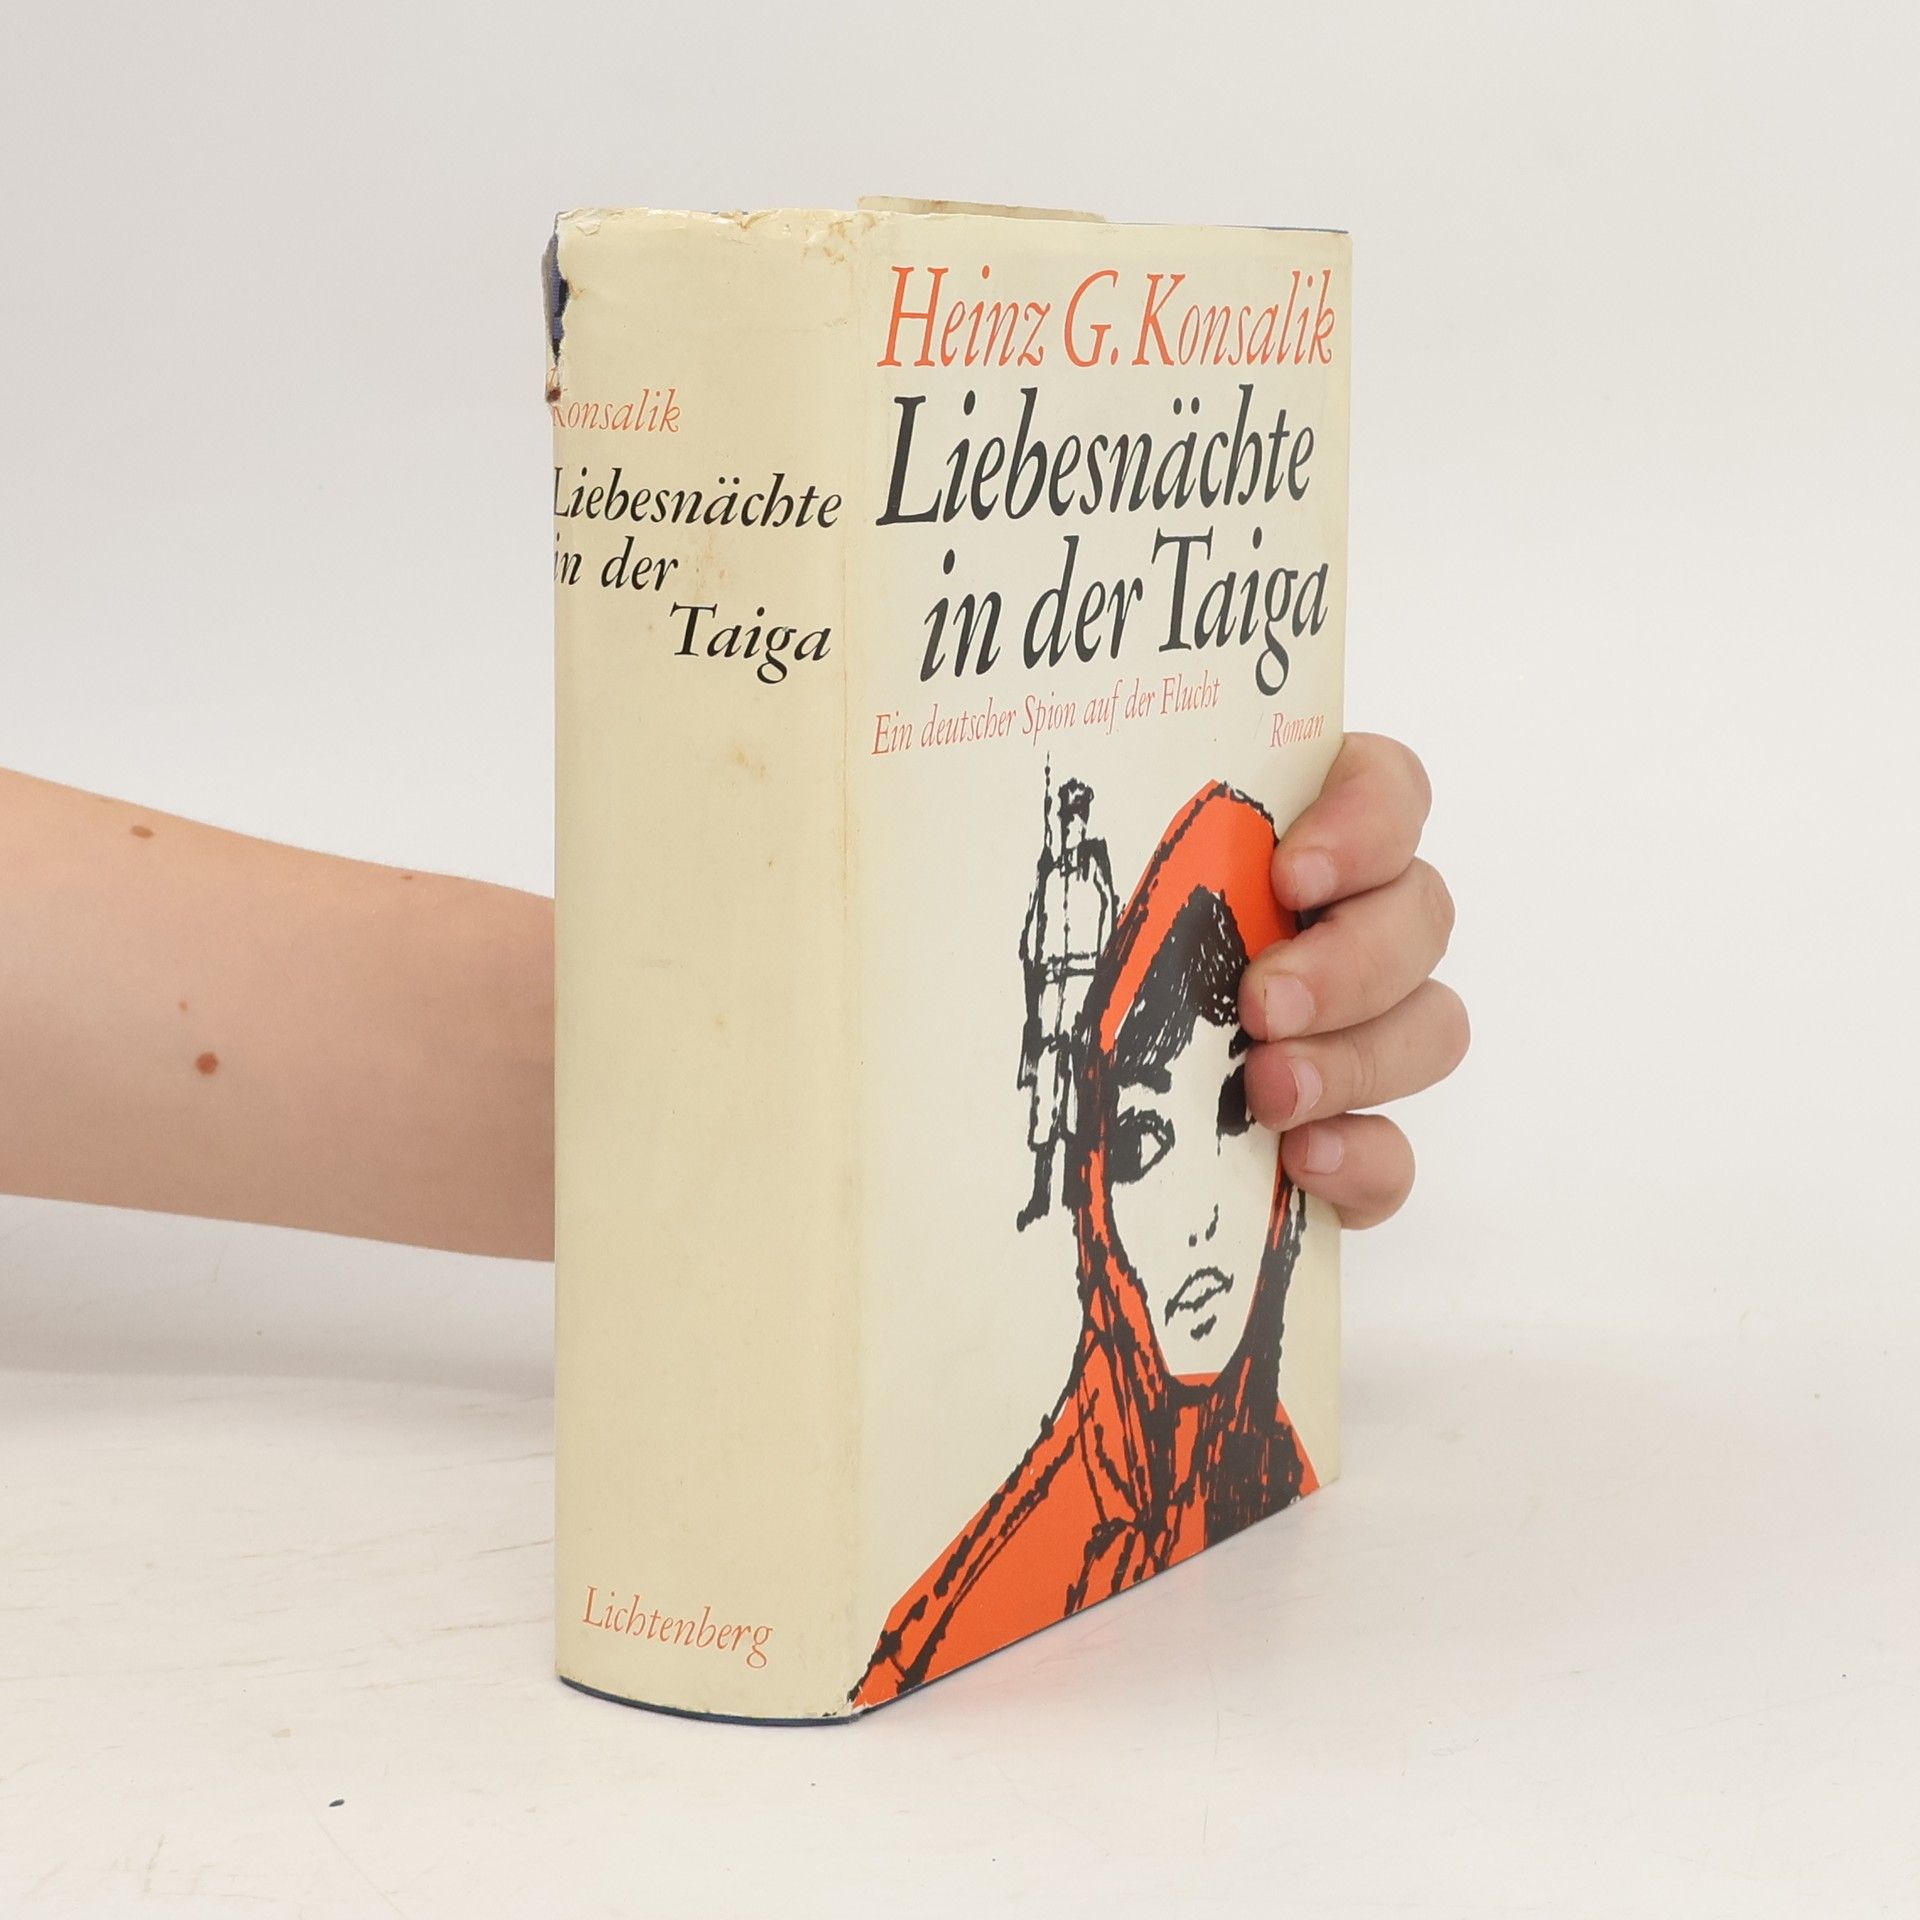 Konsalik
Liebesnächte
in der
Taiga
Lichtenberg
Heinz G. Konsalik
Liebesnächte
in der Taiga
Ein deutscher Spion auf der Flucht
Roman